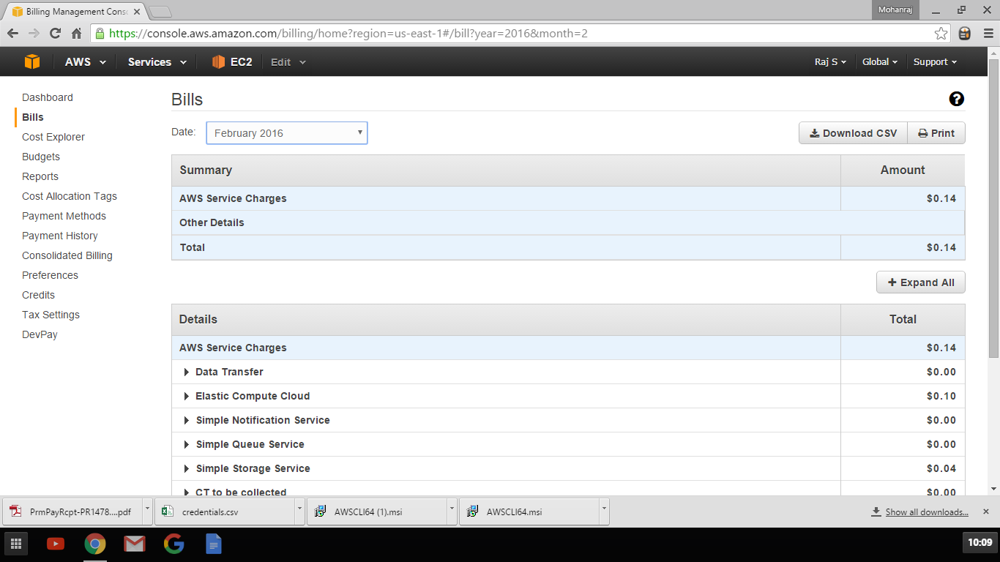 Billing Management Conso
Mohanraj
https://console.aws.amazon.com/billing/home?region=us-east-1#/bill?year=2016&month=2
AWS Services EC2 Edit Raj S Global Support
Dashboard
Bills
Cost Explorer
Budgets
Reports
Cost Allocation Tags
Payment Methods
Payment History
Consolidated Billing
Preferences
Credits
Tax Settings
DevPay
Bills
?
Date: February 2016
Download CSV Print
Summary Amount
AWS Service Charges $0.14
Other Details
Total $0.14
+ Expand All
Details Total
AWS Service Charges $0.14
Data Transfer $0.00
Elastic Compute Cloud $0.10
Simple Notification Service $0.00
Simple Queue Service $0.00
Simple Storage Service $0.04
CT to be collected $0.00
PrmPayRcpt-PR1478....pdf credentials.csv AWSCLI64 (1).msi AWSCLI64.msi Show all downloads...
10:09